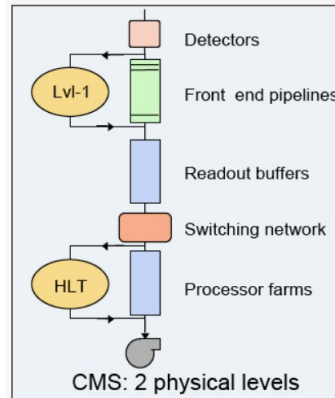 Detectors
Lvl-1
Front end pipelines
Readout buffers
Switching network
HLT
Processor farms
CMS: 2 physical levels